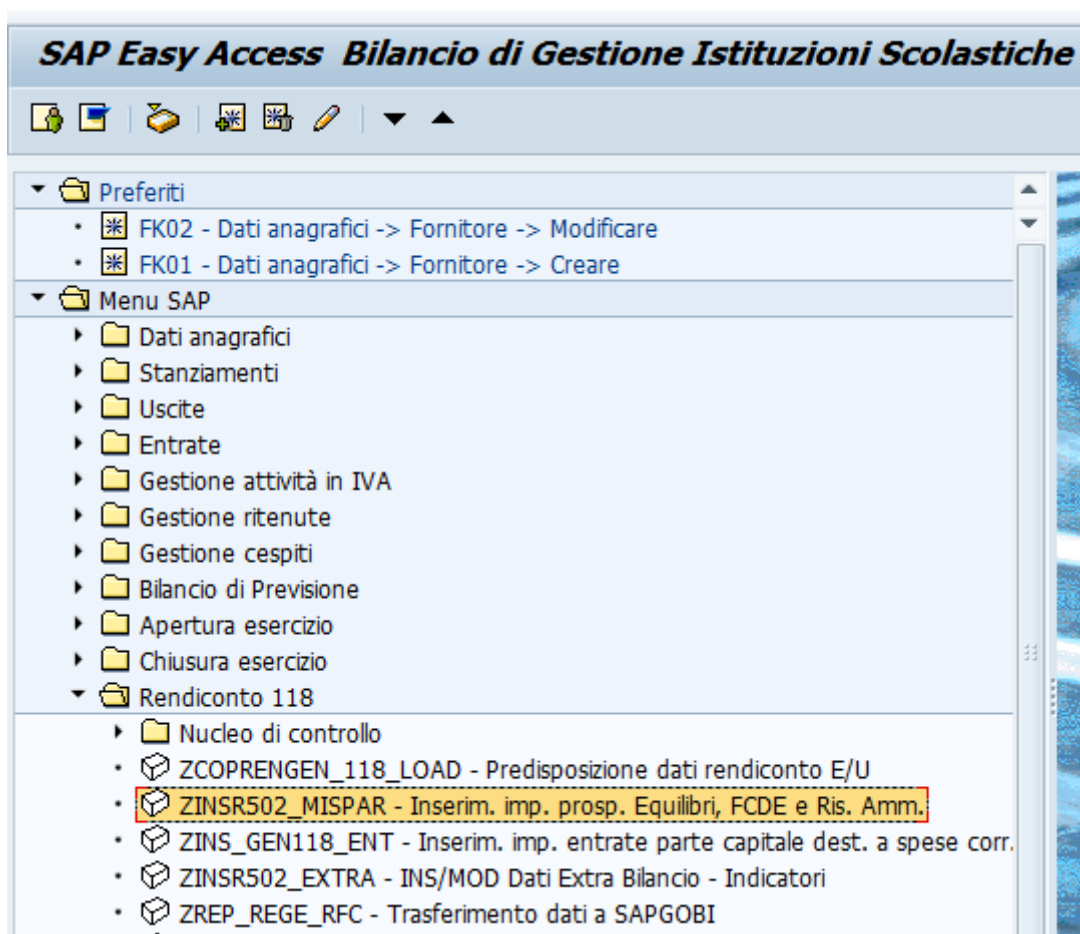 SAP Easy Access Bilancio di Gestione Istituzioni Scolastiche
Preferiti
FK02 - Dati anagrafici -> Fornitore -> Modificare
FK01 - Dati anagrafici -> Fornitore -> Creare
Menu SAP
Dati anagrafici
Stanziamenti
Uscite
Entrate
Gestione attività in IVA
Gestione ritenute
Gestione cespiti
Bilancio di Previsione
Apertura esercizio
Chiusura esercizio
Rendiconto 118
Nucleo di controllo
ZCOPRENGEN_118_LOAD - Predisposizione dati rendiconto E/U
ZINSR502_MISPAR - Inserim. imp. prosp. Equilibri, FCDE e Ris. Amm.
ZINS_GEN118_ENT - Inserim. imp. entrate parte capitale dest. a spese corr.
ZINSR502_EXTRA - INS/MOD Dati Extra Bilancio - Indicatori
ZREP_REGE_RFC - Trasferimento dati a SAPGOBI